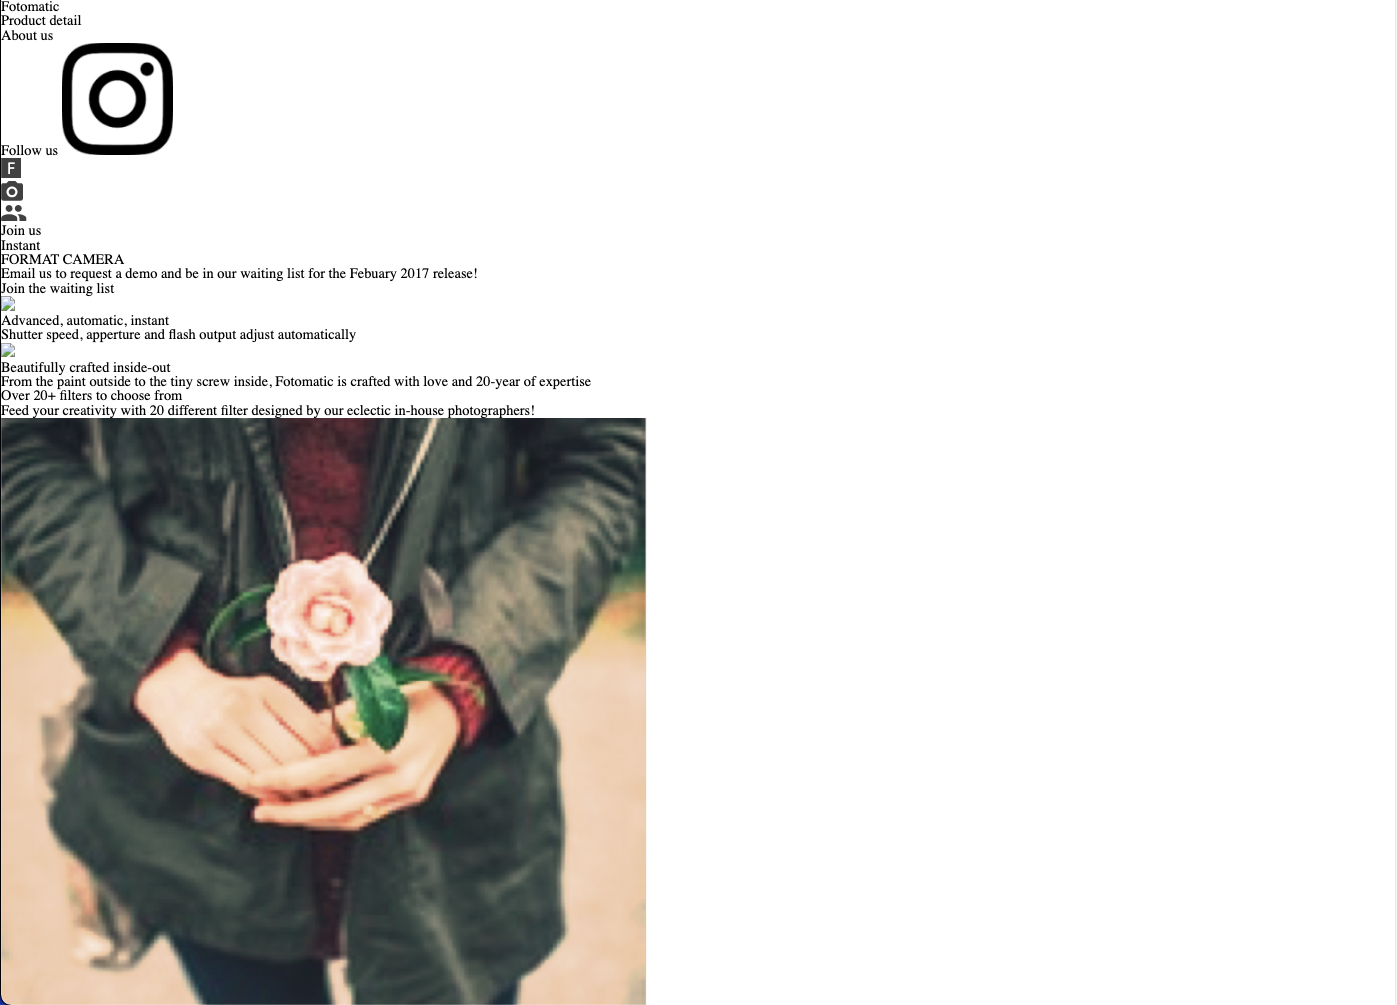 Fotomatic
Product detail
About us
Follow us
F
Join us
Instant
FORMAT CAMERA
Email us to request a demo and be in our waiting list for the Febuary 2017 release!
Join the waiting list
Advanced, automatic, instant
Shutter speed, apperture and flash output adjust automatically
Beautifully crafted inside-out
From the paint outside to the tiny screw inside, Fotomatic is crafted with love and 20-year of expertise
Over 20+ filters to choose from
Feed your creativity with 20 different filter designed by our eclectic in-house photographers!